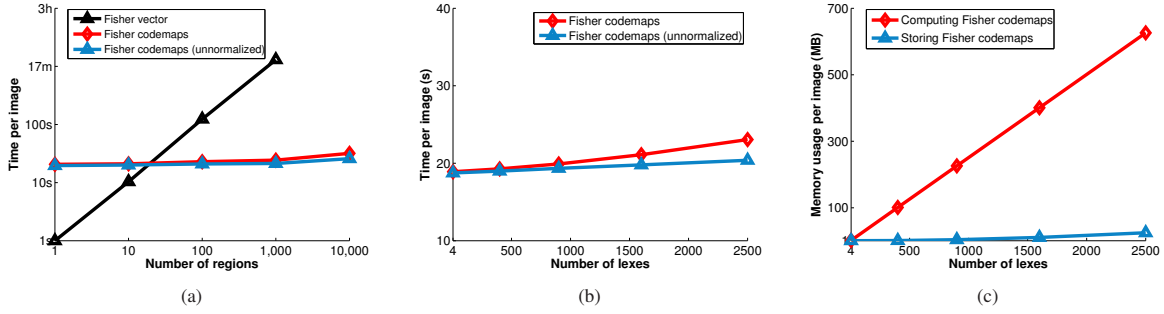 3h
17m
100s
10s
1s
Time per image
Fisher vector
Fisher codemaps
Fisher codemaps (unnormalized)
1 10 100 1,000 10,000
Number of regions
(a)
40
30
20
10
Time per image (s)
Fisher codemaps
Fisher codemaps (unnormalized)
4 500 1000 1500 2000 2500
Number of lexes
(b)
700
500
300
100
1
Memory usage per image (MB)
Computing Fisher codemaps
Storing Fisher codemaps
4 500 1000 1500 2000 2500
Number of lexes
(c)